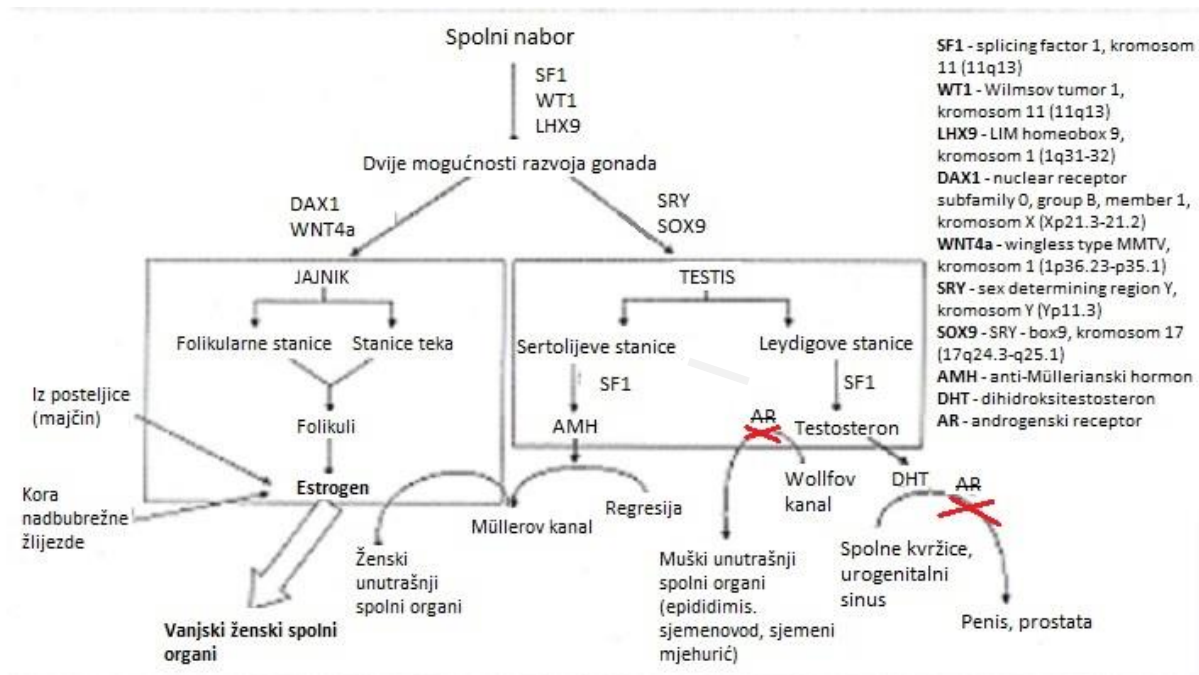 Spolni nabor
SF1
WT1
LHX9
Dvije mogućnosti razvoja gonada
DAX1
WNT4a
SRY
SOX9
JAJNIK
TESTIS
Folikularne stanice
Stanice teka
Sertolijeve stanice
Leydigove stanice
SF1
SF1
Iz posteljice
(majčin)
Folikuli
AMH
AR
Testosteron
Estrogen
Kora
nadbubrežne
žlijezde
Müllerov kanal
Regresija
Wollfov
kanal
DHT
AR
Ženski
unutrašnji
spolni organi
Muški unutrašnji
spolni organi
(epididimis.
sjemenovod, sjemeni
mjehurić)
Spolne kvržice,
urogenitalni
sinus
Penis, prostata
Vanjski ženski spolni
organi
SF1 - splicing factor 1, kromosom
11 (11q13)
WT1 - Wilmsov tumor 1,
kromosom 11 (11q13)
LHX9 - LIM homeobox 9,
kromosom 1 (1q31-32)
DAX1 - nuclear receptor
subfamily 0, group B, member 1,
kromosom X (Xp21.3-21.2)
WNT4a - wingless type MMTV,
kromosom 1 (1p36.23-p35.1)
SRY - sex determining region Y,
kromosom Y (Yp11.3)
SOX9 - SRY - box9, kromosom 17
(17q24.3-q25.1)
AMH - anti-Müllerianski hormon
DHT - dihidroksitestosteron
AR - androgenski receptor